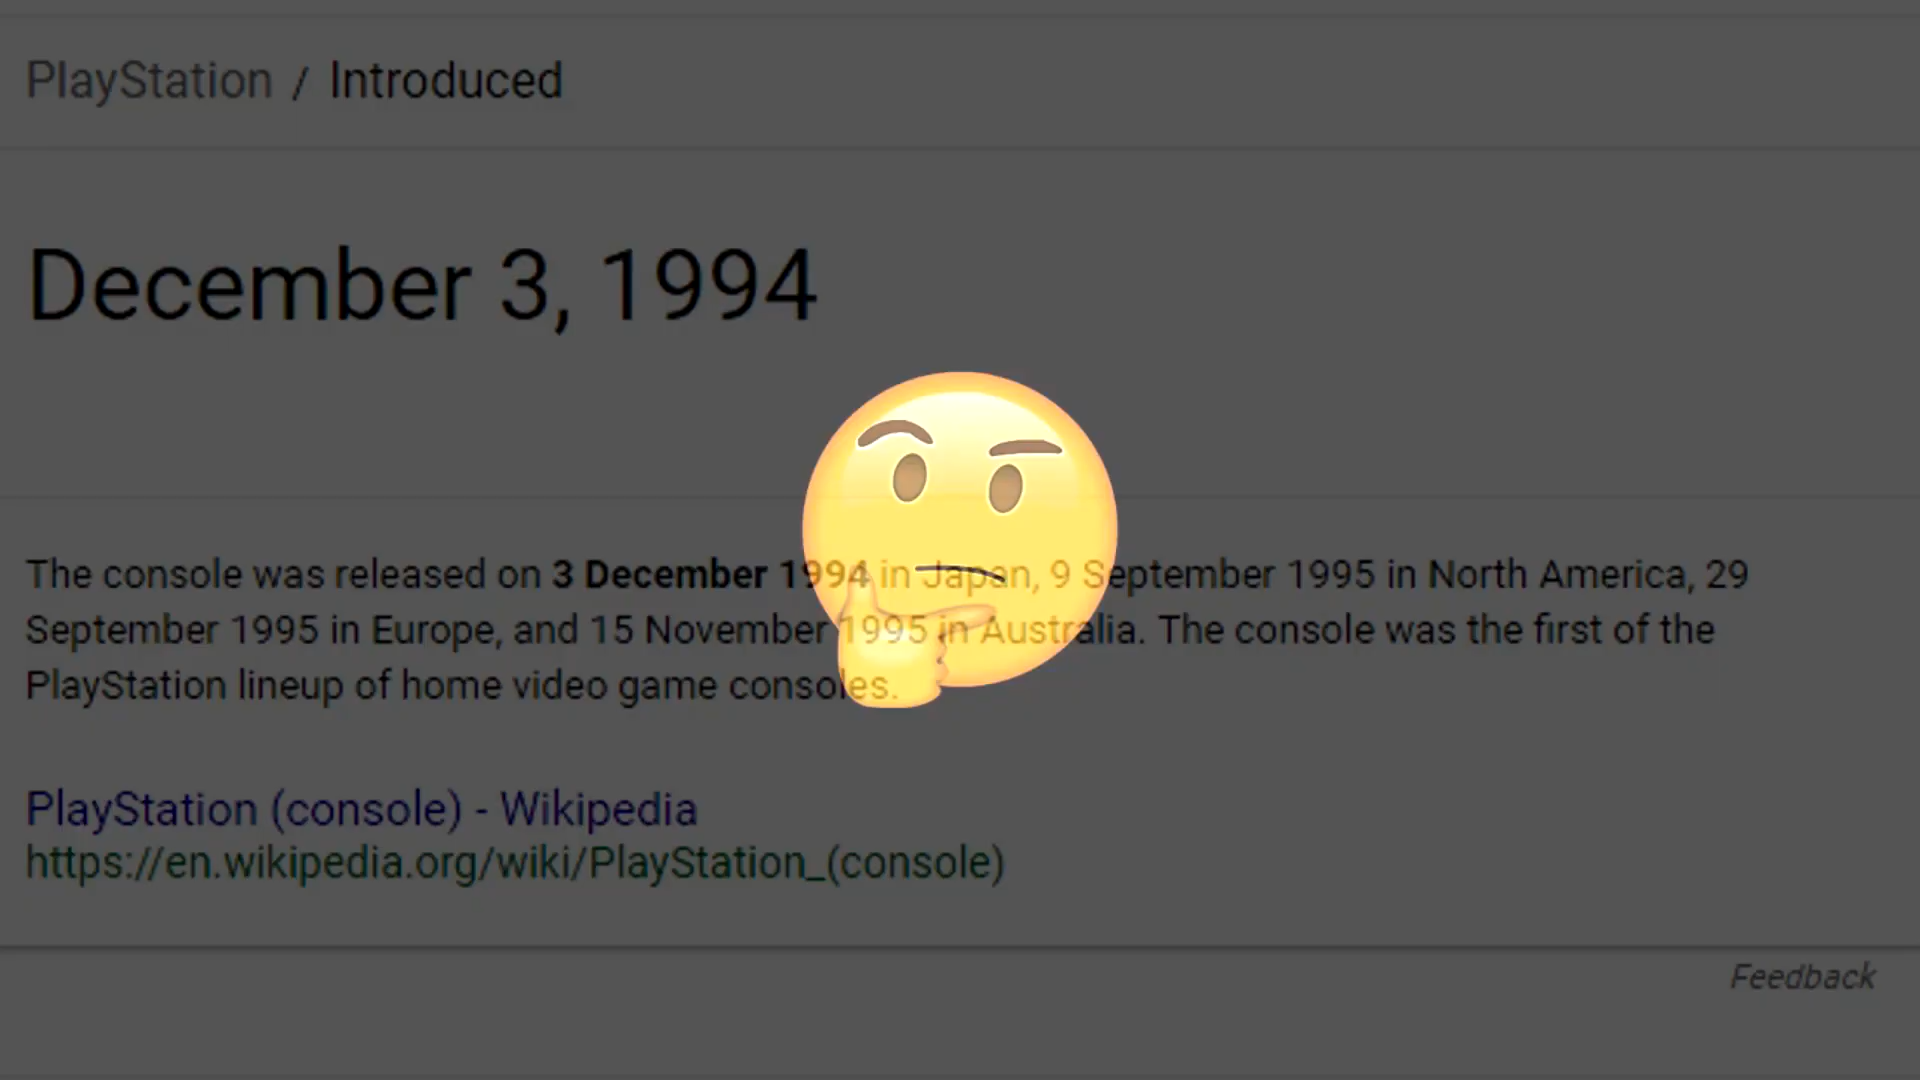 PlayStation / Introduced
December 3, 1994
The console was released on 3 December 1994 in Japan, 9 September 1995 in North America, 29
September 1995 in Europe, and 15 November 1995 in Australia. The console was the first of the
PlayStation lineup of home video game consoles.
PlayStation (console) - Wikipedia
https://en.wikipedia.org/wiki/PlayStation_(console)
Feedback